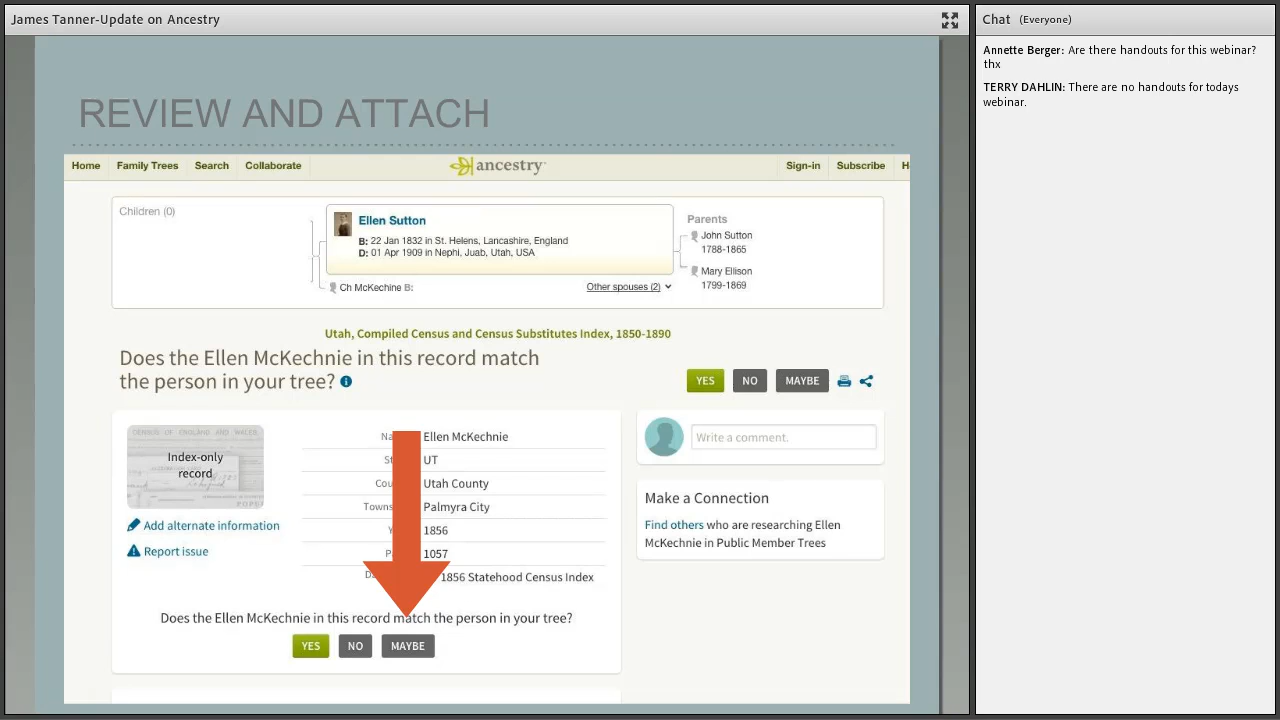 James Tanner-Update on Ancestry
REVIEW AND ATTACH
Home Family Trees Search Collaborate ancestry Sign-in Subscribe H
Children (0)
Ellen Sutton
B: 22 Jan 1832 in St. Helens, Lancashire, England
D: 01 Apr 1909 in Nephi, Juab, Utah, USA
Ch McKechine B: Other spouses (2)
Parents
John Sutton
1788-1865
Mary Ellison
1799-1869
Utah, Compiled Census and Census Substitutes Index, 1850-1890
Does the Ellen McKechnie in this record match
the person in your tree?
YES NO MAYBE
CENSUS OF ENGLAND AND WALES
Index-only
record
Add alternate information
Report issue
Ellen McKechnie
UT
Utah County
Palmyra City
1856
1057
1856 Statehood Census Index
Does the Ellen McKechnie in this record match the person in your tree?
YES NO MAYBE
Write a comment.
Make a Connection
Find others who are researching Ellen
McKechnie in Public Member Trees
Chat (Everyone)
Annette Berger: Are there handouts for this webinar?
thx
TERRY DAHLIN: There are no handouts for todays
webinar.